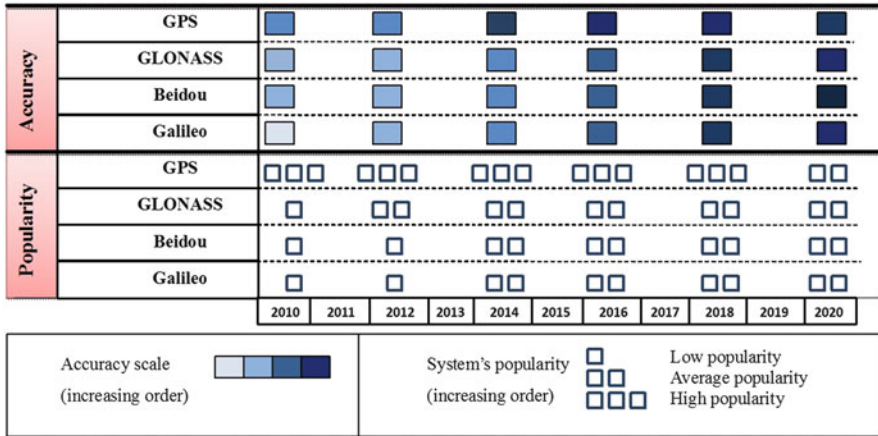 GPS
GLONASS
Beidou
Galileo
Accuracy
GPS
GLONASS
Beidou
Galileo
Popularity
2010 2011 2012 2013 2014 2015 2016 2017 2018 2019 2020
Accuracy scale
(increasing order)
System's popularity
(increasing order)
Low popularity
Average popularity
High popularity